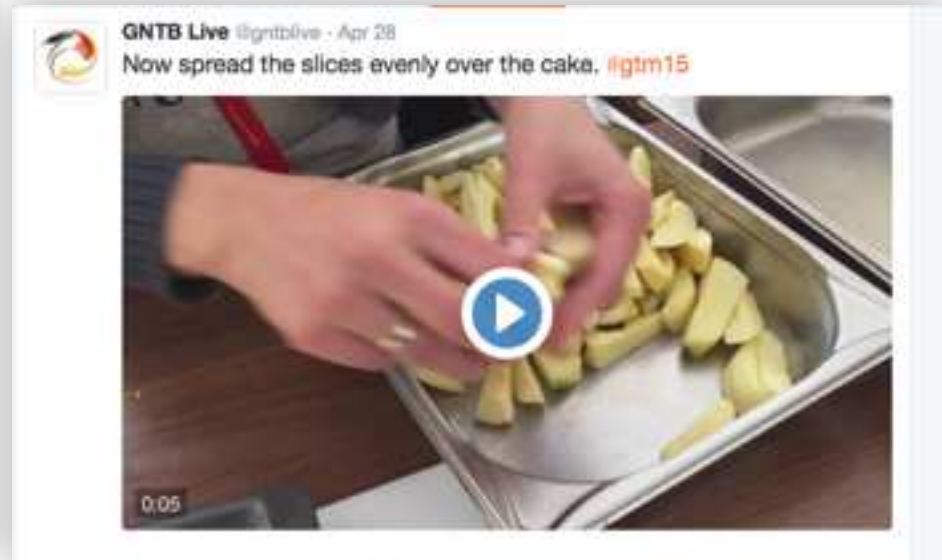 GNTB Live @gntblive · Apr 28
Now spread the slices evenly over the cake. #gtm15
0:05